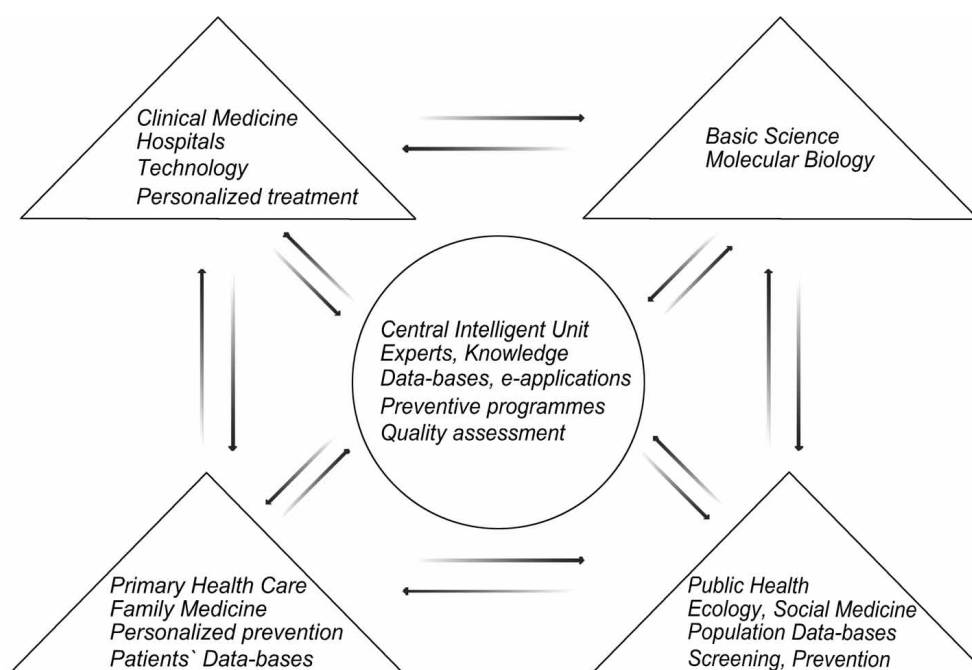 Clinical Medicine
Hospitals
Technology
Personalized treatment
Basic Science
Molecular Biology
Central Intelligent Unit
Experts, Knowledge
Data-bases, e-applications
Preventive programmes
Quality assessment
Primary Health Care
Family Medicine
Personalized prevention
Patients` Data-bases
Public Health
Ecology, Social Medicine
Population Data-bases
Screening, Prevention